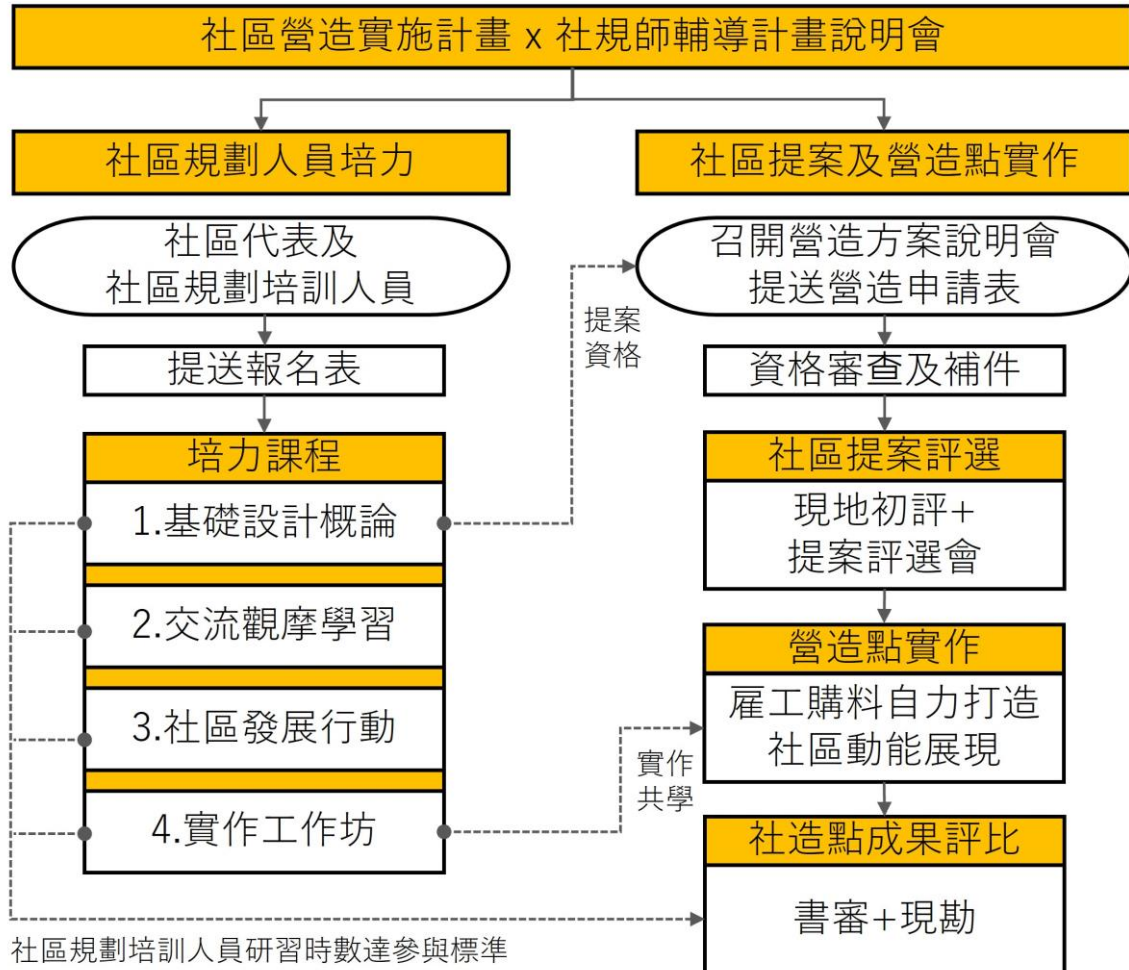 社區營造實施計畫 x 社規師輔導計畫說明會
社區規劃人員培力
社區代表及
社區規劃培訓人員
提送報名表
培力課程
1.基礎設計概論
2.交流觀摩學習
3.社區發展行動
4.實作工作坊
提案
資格
實作
共學
社區規劃培訓人員研習時數達參與標準
社區提案及營造點實作
召開營造方案說明會
提送營造申請表
資格審查及補件
社區提案評選
現地初評+
提案評選會
營造點實作
雇工購料自力打造
社區動能展現
社造點成果評比
書審+現勘